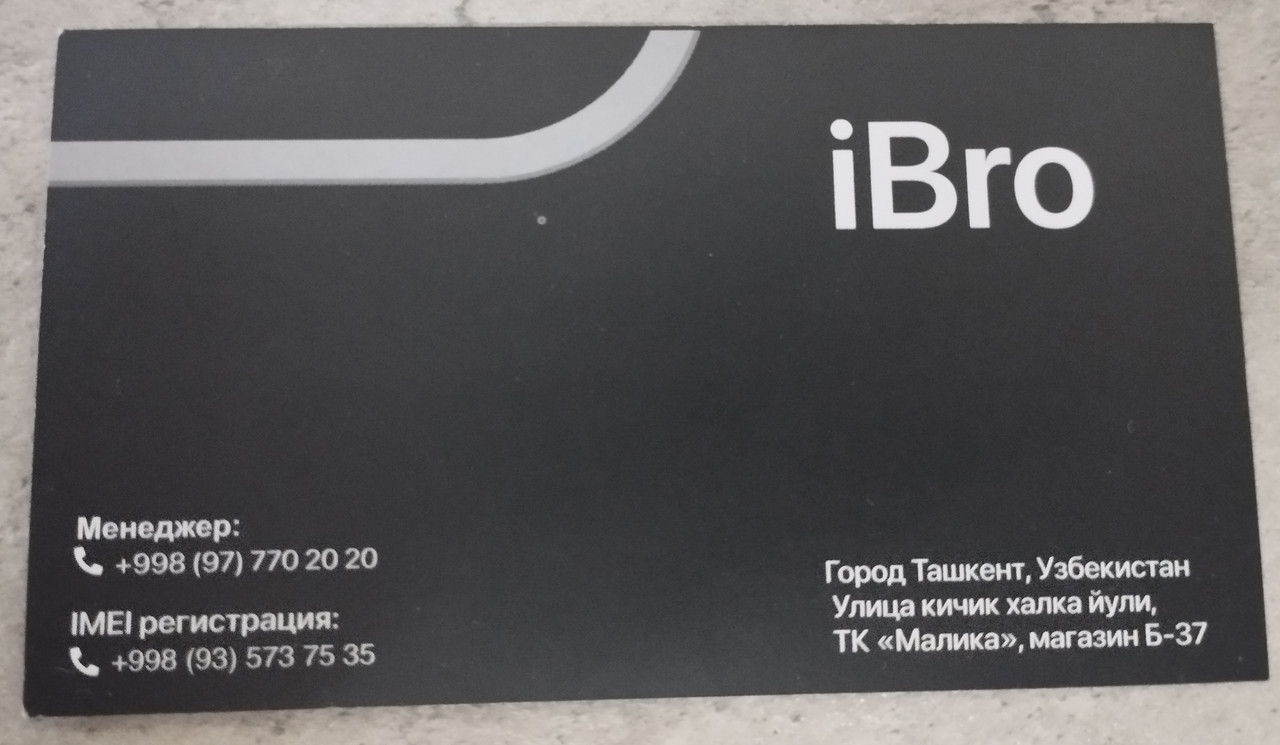 iBro
Менеджер:
+998 (97) 770 20 20
IMEI регистрация:
+998 (93) 573 75 35
Город Ташкент, Узбекистан
Улица кичик халка йули,
ТК «Малика», магазин Б-37